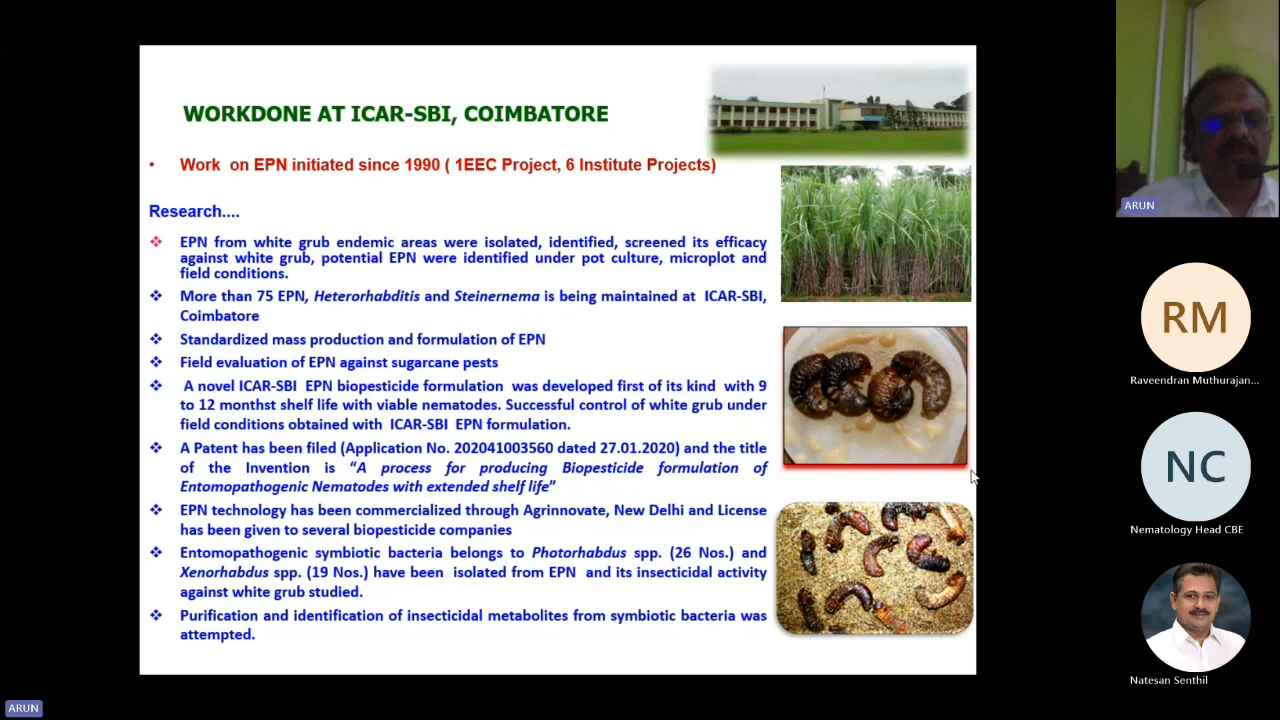 WORKDONE AT ICAR-SBI, COIMBATORE
• Work on EPN initiated since 1990 ( 1EEC Project, 6 Institute Projects)
Research....
❖ EPN from white grub endemic areas were isolated, identified, screened its efficacy
against white grub, potential EPN were identified under pot culture, microplot and
field conditions.
❖ More than 75 EPN, Heterorhabditis and Steinernema is being maintained at ICAR-SBI,
Coimbatore
❖ Standardized mass production and formulation of EPN
❖ Field evaluation of EPN against sugarcane pests
❖ A novel ICAR-SBI EPN biopesticide formulation was developed first of its kind with 9
to 12 monthst shelf life with viable nematodes. Successful control of white grub under
field conditions obtained with ICAR-SBI EPN formulation.
❖ A Patent has been filed (Application No. 202041003560 dated 27.01.2020) and the title
of the Invention is “A process for producing Biopesticide formulation of
Entomopathogenic Nematodes with extended shelf life”
❖ EPN technology has been commercialized through Agrinnovate, New Delhi and License
has been given to several biopesticide companies
❖ Entomopathogenic symbiotic bacteria belongs to Photorhabdus spp. (26 Nos.) and
Xenorhabdus spp. (19 Nos.) have been isolated from EPN and its insecticidal activity
against white grub studied.
❖ Purification and identification of insecticidal metabolites from symbiotic bacteria was
attempted.
ARUN
RM
Raveendran Muthurajan...
NC
Nematology Head CBE
Natesan Senthil
ARUN